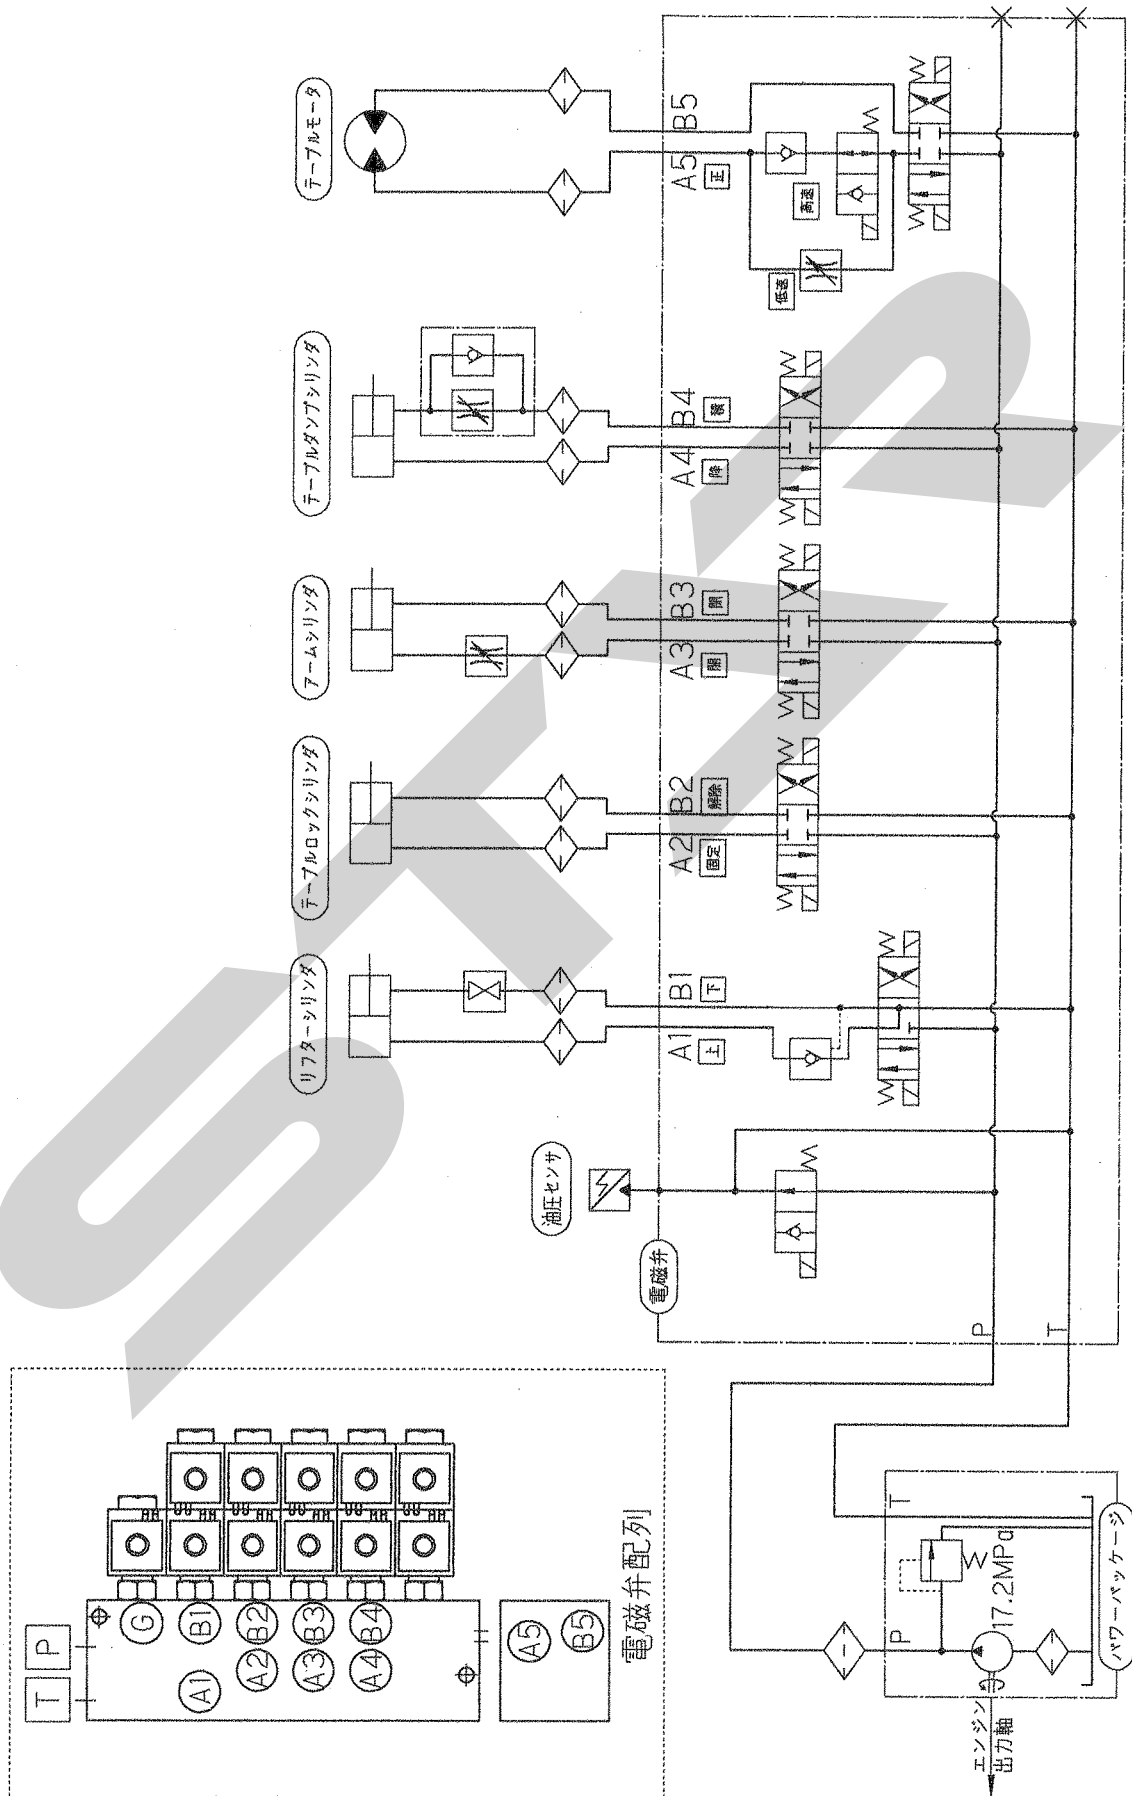 テーブルモータ
テーブルダンプシリンダ
アームシリンダ
テーブルロックシリンダ
リフターシリンダ
油圧センサ
電磁弁
A5
B5
正
高速
低速
A4
B4
降
積
A3
B3
A2
B2
固定
解除
A1
B1
上
下
P
T
T
P
17.2MPa
パワーパッケージ
エンジン
出力軸
T
P
G
B1
A1
B2
A2
B3
A3
B4
A4
A5
B5
電磁弁配列
STAR